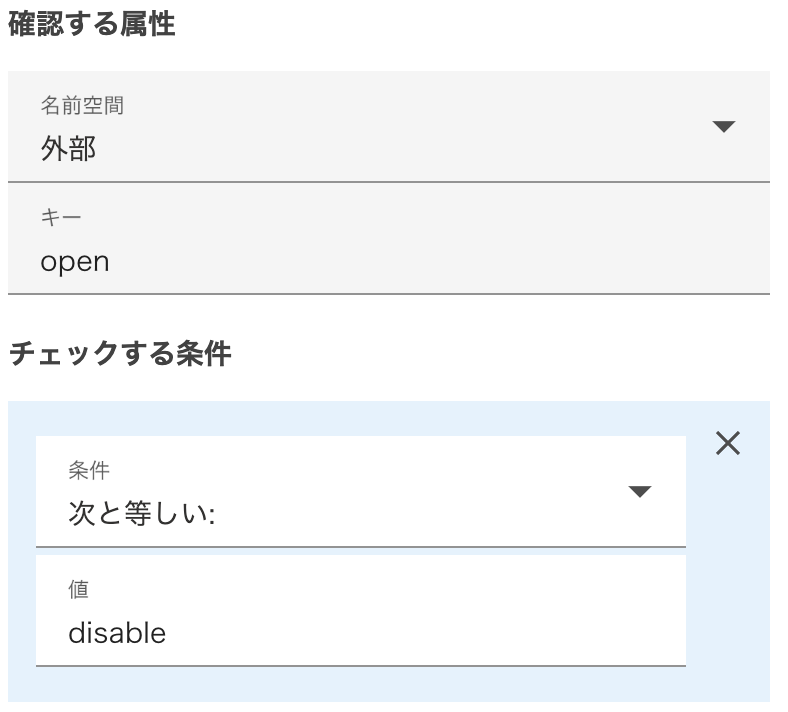 確認する属性
名前空間
外部
キー
open
チェックする条件
条件
次と等しい:
値
disable